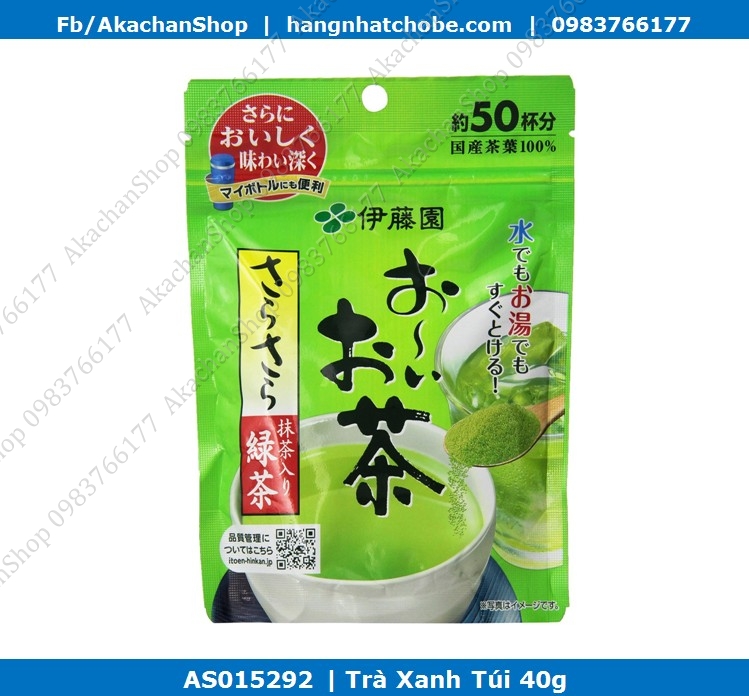 Fb/AkachanShop | hangnhatchobe.com | 0983766177
さらに
おいしく
味わい深く
マイボトルにも便利
約50杯分
国産茶葉100%
伊藤園
お～いお茶
水でもお湯でも
すぐとける!
さらさら
抹茶入り
緑茶
品質管理に
ついてはこちら
itoen-hinkan.jp
※写真はイメージです。
AkachanShop 0983766177
AS015292 | Trà Xanh Túi 40g